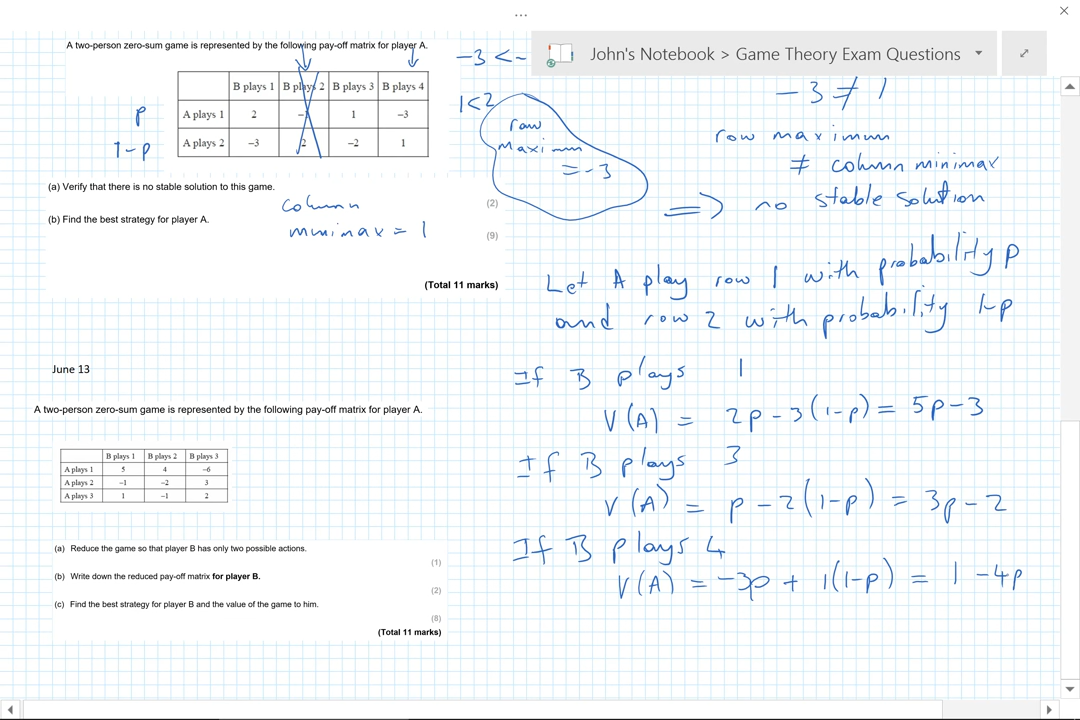 John's Notebook > Game Theory Exam Questions
A two-person zero-sum game is represented by the following pay-off matrix for player A.
B plays 1 B plays 2 B plays 3 B plays 4
p A plays 1 2 1 −3
1-p A plays 2 −3 2 −2 1
-3 <
1<2
row
maximin
= -3
-3 ≠ 1
row maximum
≠ column minimax
=> no stable solution
(a) Verify that there is no stable solution to this game.
(2)
column
minimax = 1
(b) Find the best strategy for player A.
(9)
(Total 11 marks)
Let A play row 1 with probability p
and row 2 with probability 1-p
If B plays 1
V(A) = 2p - 3(1-p) = 5p-3
If B plays 3
V(A) = p - 2(1-p) = 3p-2
If B plays 4
V(A) = -3p + 1(1-p) = 1-4p
June 13
A two-person zero-sum game is represented by the following pay-off matrix for player A.
B plays 1 B plays 2 B plays 3
A plays 1 5 4 −6
A plays 2 −1 −2 3
A plays 3 1 −1 2
(a) Reduce the game so that player B has only two possible actions.
(1)
(b) Write down the reduced pay-off matrix for player B.
(2)
(c) Find the best strategy for player B and the value of the game to him.
(8)
(Total 11 marks)